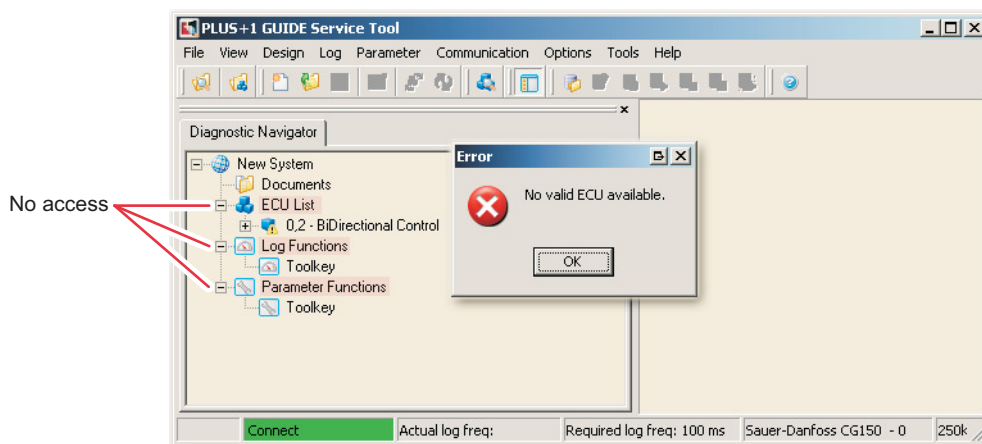 PLUS+1 GUIDE Service Tool
File View Design Log Parameter Communication Options Tools Help
Diagnostic Navigator
New System
Documents
ECU List
0,2 - BiDirectional Control
Log Functions
Toolkey
Parameter Functions
Toolkey
No access
Error
No valid ECU available.
OK
Connect
Actual log freq:
Required log freq: 100 ms
Sauer-Danfoss CG150 - 0
250k